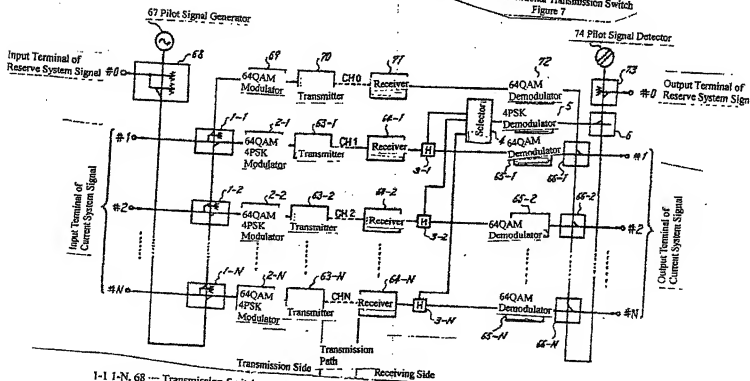 Transmission Switch
Figure 7
67 Pilot Signal Generator
74 Pilot Signal Detector
68
69
70
71
72
73
Input Terminal of
Reserve System Signal
#0
64QAM
Modulator
Transmitter
CH0
Receiver
64QAM
Demodulator
#0
Output Terminal of
Reserve System Sign
Selectors
4
4PSK
Demodulator
5
6
1-1
2-1
63-1
64-1
#1
64QAM
4PSK
Modulator
Transmitter
CH1
Receiver
H
3-1
64QAM
Demodulator
65-1
66-1
#1
1-2
2-2
63-2
64-2
65-2
66-2
#2
64QAM
4PSK
Modulator
Transmitter
CH 2
Receiver
H
3-2
64QAM
Demodulator
#2
Input Terminal of
Current System Signal
Output Terminal of
Current System Signal
1-N
2-N
63-N
64-N
#N
64QAM
4PSK
Modulator
Transmitter
CHN
Receiver
H
3-N
64QAM
Demodulator
65-N
66-N
#N
Transmission
Path
Transmission Side
Receiving Side
1-1 1-N, 68 --- Transmission Switch